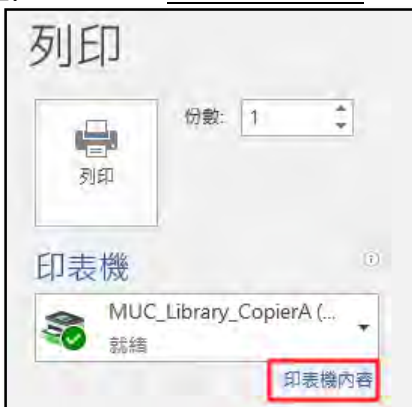 列印
份數: 1
列印
印表機
MUC_Library_CopierA (...
就緒
印表機內容